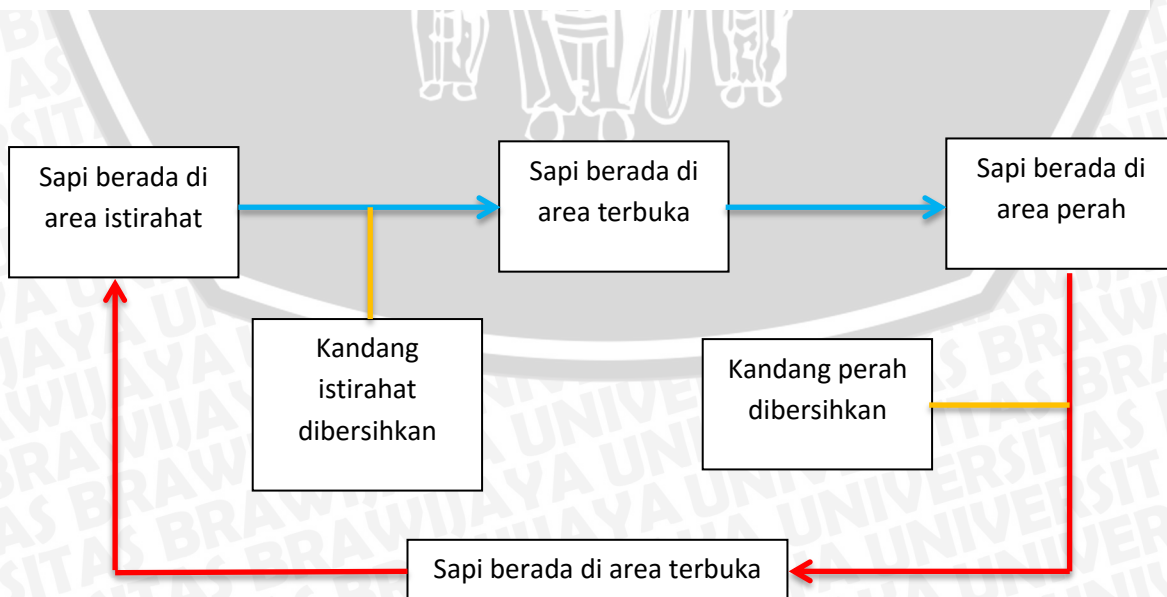 Sapi berada di
area istirahat
Sapi berada di
area terbuka
Sapi berada di
area perah
Kandang
istirahat
dibersihkan
Kandang perah
dibersihkan
Sapi berada di area terbuka